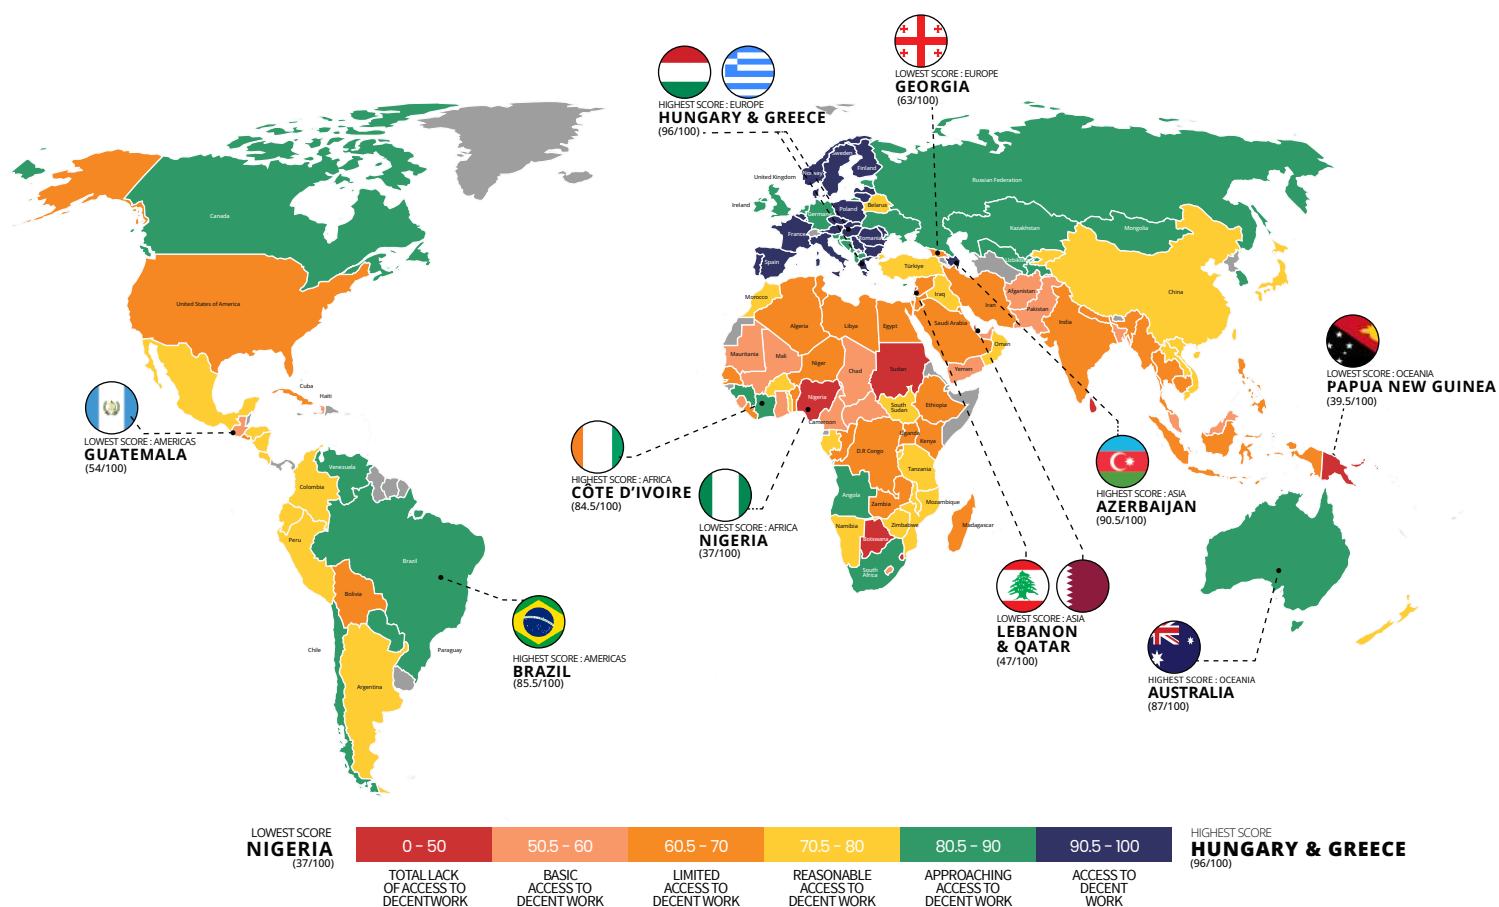 LOWEST SCORE : EUROPE
GEORGIA
(63/100)
HIGHEST SCORE : EUROPE
HUNGARY & GREECE
(96/100)
Sweden
Norway
Finland
United Kingdom
Ireland
Belarus
Poland
Germany
France
Romania
Spain
Russian Federation
Kazakhstan
Mongolia
Canada
United States of America
Türkiye
Iraq
Iran
Afganistan
Pakistan
China
India
Saudi Arabia
Oman
Yemen
Morocco
Algeria
Libya
Egypt
Mauritania
Mali
Niger
Chad
Sudan
Nigeria
South
Sudan
Ethiopia
Cameroon
Uganda
Kenya
D.R Congo
Tanzania
Angola
Zambia
Mozambique
Namibia
Zimbabwe
Madagascar
Botswana
South
Africa
Cuba
Haiti
Venezuela
Colombia
Peru
Brazil
Bolivia
Chile
Paraguay
Argentina
LOWEST SCORE : AMERICAS
GUATEMALA
(54/100)
HIGHEST SCORE : AFRICA
CÔTE D’IVOIRE
(84.5/100)
LOWEST SCORE : AFRICA
NIGERIA
(37/100)
LOWEST SCORE : OCEANIA
PAPUA NEW GUINEA
(39.5/100)
HIGHEST SCORE : ASIA
AZERBAIJAN
(90.5/100)
LOWEST SCORE : ASIA
LEBANON
& QATAR
(47/100)
HIGHEST SCORE : AMERICAS
BRAZIL
(85.5/100)
HIGHEST SCORE : OCEANIA
AUSTRALIA
(87/100)
LOWEST SCORE
NIGERIA
(37/100)
0 – 50
50.5 – 60
60.5 – 70
70.5 – 80
80.5 – 90
90.5 – 100
HIGHEST SCORE
HUNGARY & GREECE
(96/100)
TOTAL LACK
OF ACCESS TO
DECENT WORK
BASIC
ACCESS TO
DECENT WORK
LIMITED
ACCESS TO
DECENT WORK
REASONABLE
ACCESS TO
DECENT WORK
APPROACHING
ACCESS TO
DECENT WORK
ACCESS TO
DECENT
WORK